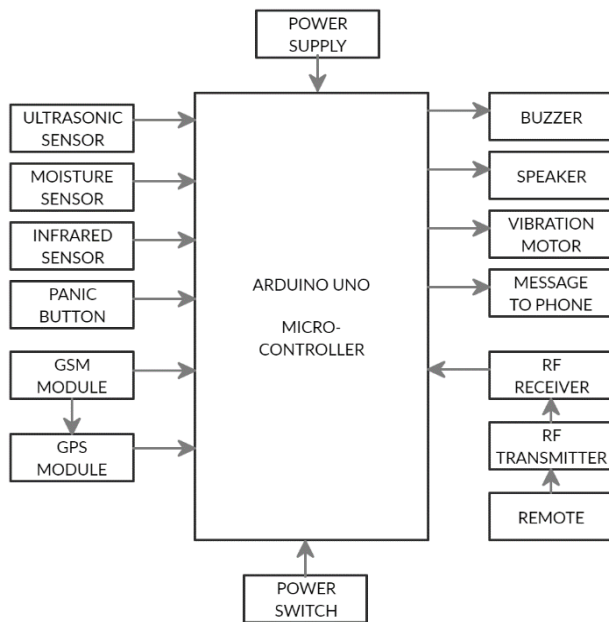 POWER
SUPPLY
ULTRASONIC
SENSOR
MOISTURE
SENSOR
INFRARED
SENSOR
PANIC
BUTTON
GSM
MODULE
GPS
MODULE
ARDUINO UNO
MICRO-
CONTROLLER
BUZZER
SPEAKER
VIBRATION
MOTOR
MESSAGE
TO PHONE
RF
RECEIVER
RF
TRANSMITTER
REMOTE
POWER
SWITCH